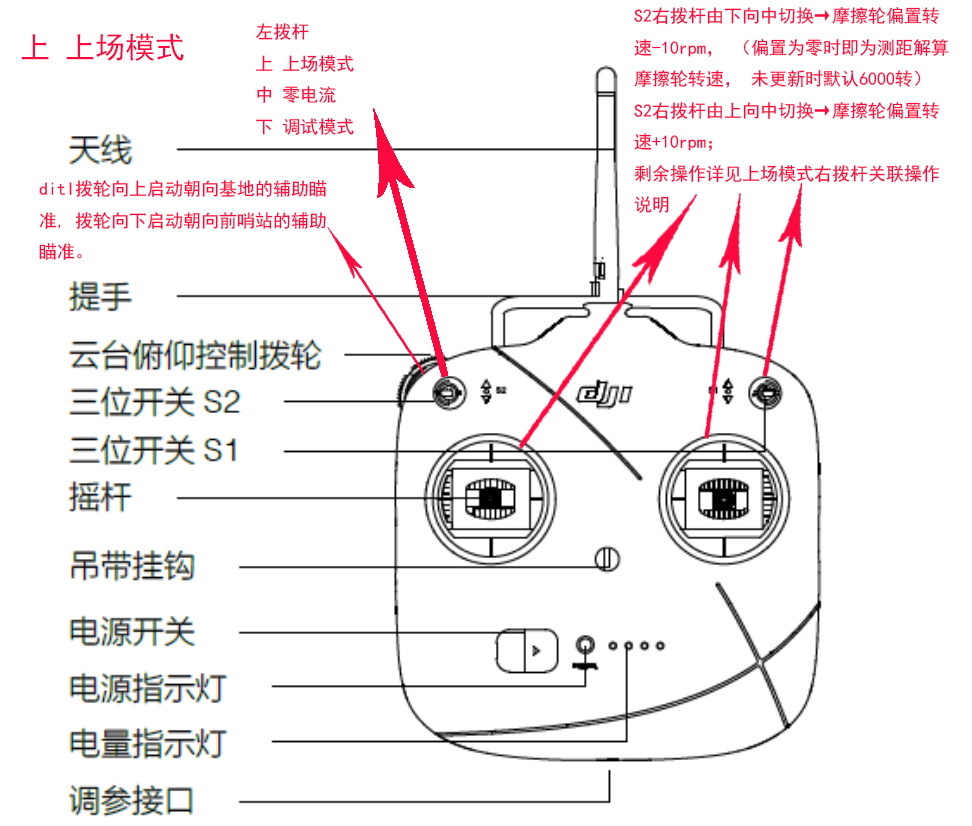 上 上场模式
左拨杆
上 上场模式
中 零电流
下 调试模式
S2右拨杆由下向中切换→摩擦轮偏置转
速-10rpm， （偏置为零时即为测距解算
摩擦轮转速， 未更新时默认6000转）
S2右拨杆由上向中切换→摩擦轮偏置转
速+10rpm；
剩余操作详见上场模式右拨杆关联操作
说明
天线
ditl拨轮向上启动朝向基地的辅助瞄
准，拨轮向下启动朝向前哨站的辅助
瞄准。
提手
云台俯仰控制拨轮
三位开关 S2
S2
dji
三位开关 S1
摇杆
吊带挂钩
电源开关
电源指示灯
电量指示灯
调参接口